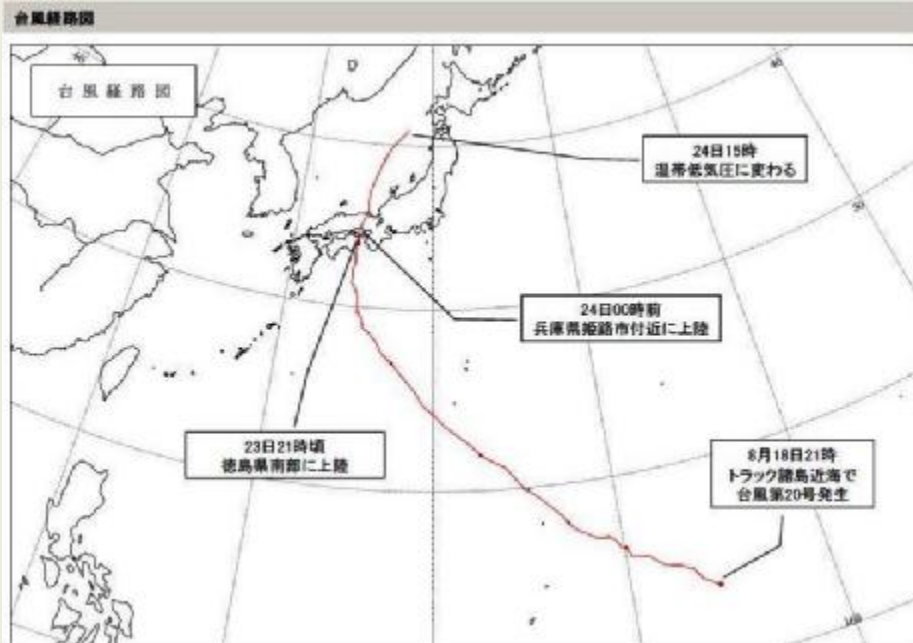 台風経路図
台風経路図
24日15時
温帯低気圧に変わる
24日00時前
兵庫県姫路市付近に上陸
23日21時頃
徳島県南部に上陸
8月18日21時
トラック諸島近海で
台風第20号発生